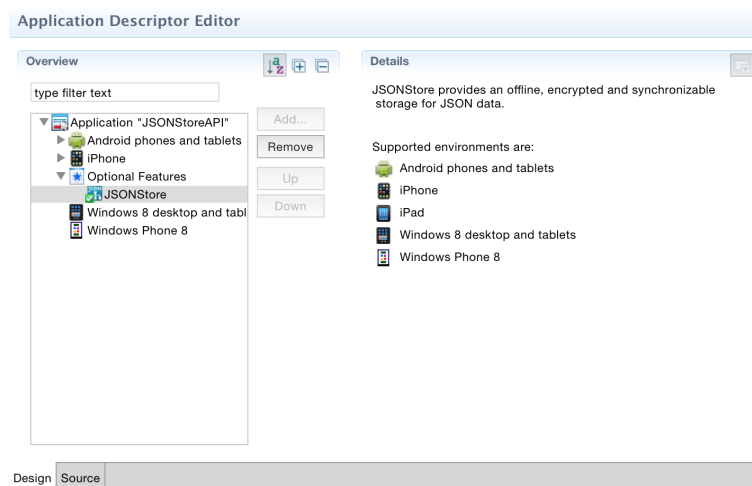 Application Descriptor Editor
Overview
type filter text
Application "JSONStoreAPI"
Android phones and tablets
iPhone
Optional Features
JSONStore
Windows 8 desktop and tabl
Windows Phone 8
Add...
Remove
Up
Down
Details
JSONStore provides an offline, encrypted and synchronizable
storage for JSON data.
Supported environments are:
Android phones and tablets
iPhone
iPad
Windows 8 desktop and tablets
Windows Phone 8
Design Source